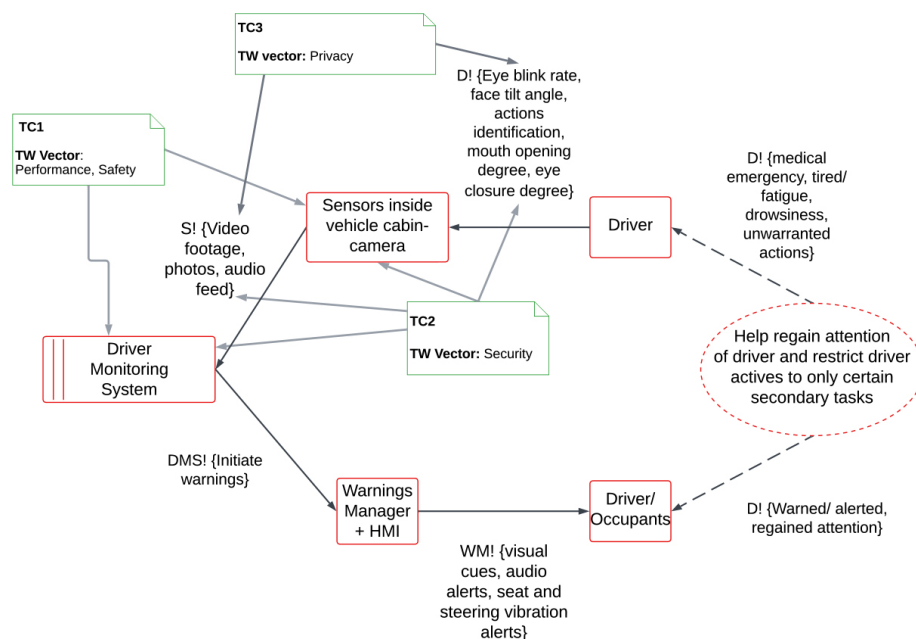 TC3
TW vector: Privacy
D! {Eye blink rate,
face tilt angle,
actions
identification,
mouth opening
degree, eye
closure degree}
TC1
TW Vector:
Performance, Safety
D! {medical
emergency, tired/
fatigue,
drowsiness,
unwarranted
actions}
Sensors inside
vehicle cabin-
camera
Driver
S! {Video
footage,
photos, audio
feed}
TC2
TW Vector: Security
Driver
Monitoring
System
Help regain attention
of driver and restrict driver
actives to only certain
secondary tasks
DMS! {Initiate
warnings}
Warnings
Manager
+ HMI
Driver/
Occupants
D! {Warned/ alerted,
regained attention}
WM! {visual
cues, audio
alerts, seat and
steering vibration
alerts}